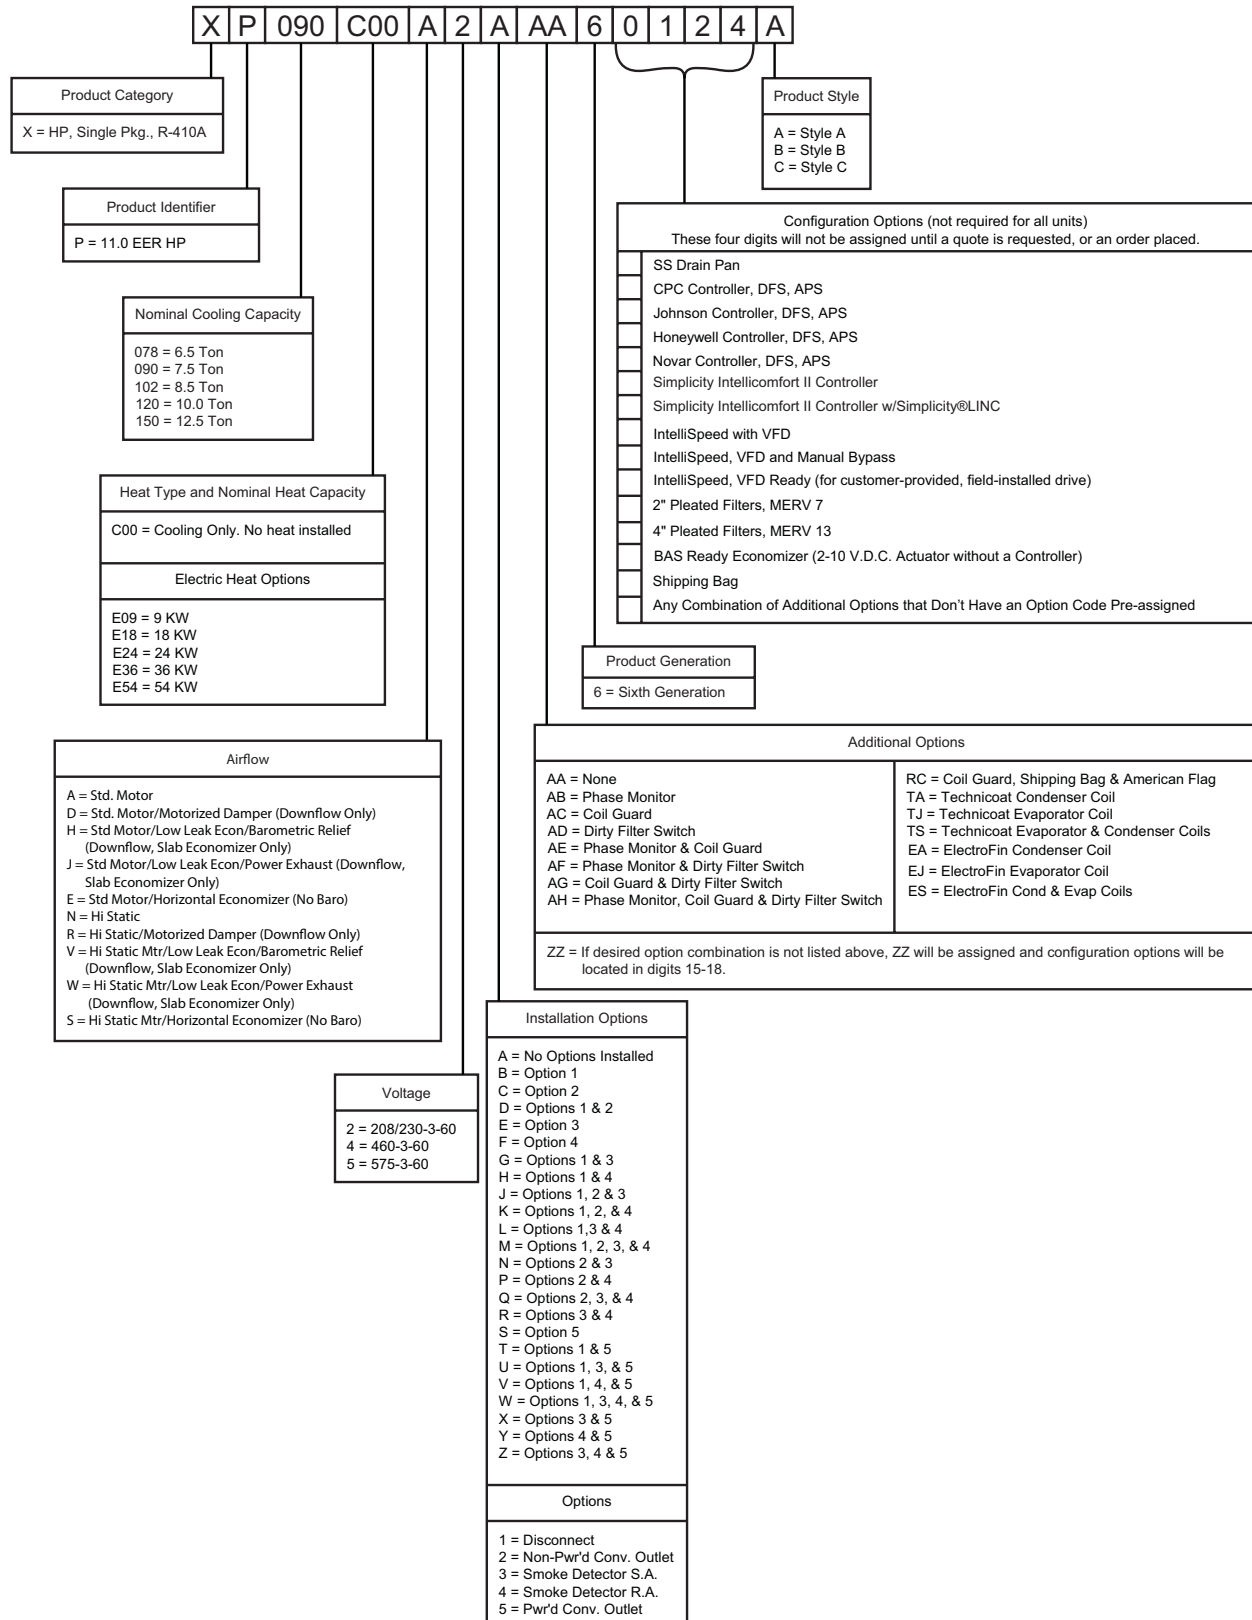 X P 090 C00 A 2 A AA 6 0 1 2 4 A
Product Category
X = HP, Single Pkg., R-410A
Product Identifier
P = 11.0 EER HP
Nominal Cooling Capacity
078 = 6.5 Ton
090 = 7.5 Ton
102 = 8.5 Ton
120 = 10.0 Ton
150 = 12.5 Ton
Heat Type and Nominal Heat Capacity
C00 = Cooling Only. No heat installed
Electric Heat Options
E09 = 9 KW
E18 = 18 KW
E24 = 24 KW
E36 = 36 KW
E54 = 54 KW
Airflow
A = Std. Motor
D = Std. Motor/Motorized Damper (Downflow Only)
H = Std Motor/Low Leak Econ/Barometric Relief
(Downflow, Slab Economizer Only)
J = Std Motor/Low Leak Econ/Power Exhaust (Downflow,
Slab Economizer Only)
E = Std Motor/Horizontal Economizer (No Baro)
N = Hi Static
R = Hi Static/Motorized Damper (Downflow Only)
V = Hi Static Mtr/Low Leak Econ/Barometric Relief
(Downflow, Slab Economizer Only)
W = Hi Static Mtr/Low Leak Econ/Power Exhaust
(Downflow, Slab Economizer Only)
S = Hi Static Mtr/Horizontal Economizer (No Baro)
Voltage
2 = 208/230-3-60
4 = 460-3-60
5 = 575-3-60
Installation Options
A = No Options Installed
B = Option 1
C = Option 2
D = Options 1 & 2
E = Option 3
F = Option 4
G = Options 1 & 3
H = Options 1 & 4
J = Options 1, 2 & 3
K = Options 1, 2, & 4
L = Options 1,3 & 4
M = Options 1, 2, 3, & 4
N = Options 2 & 3
P = Options 2 & 4
Q = Options 2, 3, & 4
R = Options 3 & 4
S = Option 5
T = Options 1 & 5
U = Options 1, 3, & 5
V = Options 1, 4, & 5
W = Options 1, 3, 4, & 5
X = Options 3 & 5
Y = Options 4 & 5
Z = Options 3, 4 & 5
Options
1 = Disconnect
2 = Non-Pwr'd Conv. Outlet
3 = Smoke Detector S.A.
4 = Smoke Detector R.A.
5 = Pwr'd Conv. Outlet
Additional Options
AA = None
AB = Phase Monitor
AC = Coil Guard
AD = Dirty Filter Switch
AE = Phase Monitor & Coil Guard
AF = Phase Monitor & Dirty Filter Switch
AG = Coil Guard & Dirty Filter Switch
AH = Phase Monitor, Coil Guard & Dirty Filter Switch
RC = Coil Guard, Shipping Bag & American Flag
TA = Technicoat Condenser Coil
TJ = Technicoat Evaporator Coil
TS = Technicoat Evaporator & Condenser Coils
EA = ElectroFin Condenser Coil
EJ = ElectroFin Evaporator Coil
ES = ElectroFin Cond & Evap Coils
ZZ = If desired option combination is not listed above, ZZ will be assigned and configuration options will be
located in digits 15-18.
Product Generation
6 = Sixth Generation
Configuration Options (not required for all units)
These four digits will not be assigned until a quote is requested, or an order placed.
SS Drain Pan
CPC Controller, DFS, APS
Johnson Controller, DFS, APS
Honeywell Controller, DFS, APS
Novar Controller, DFS, APS
Simplicity Intellicomfort II Controller
Simplicity Intellicomfort II Controller w/Simplicity®LINC
IntelliSpeed with VFD
IntelliSpeed, VFD and Manual Bypass
IntelliSpeed, VFD Ready (for customer-provided, field-installed drive)
2" Pleated Filters, MERV 7
4" Pleated Filters, MERV 13
BAS Ready Economizer (2-10 V.D.C. Actuator without a Controller)
Shipping Bag
Any Combination of Additional Options that Don't Have an Option Code Pre-assigned
Product Style
A = Style A
B = Style B
C = Style C